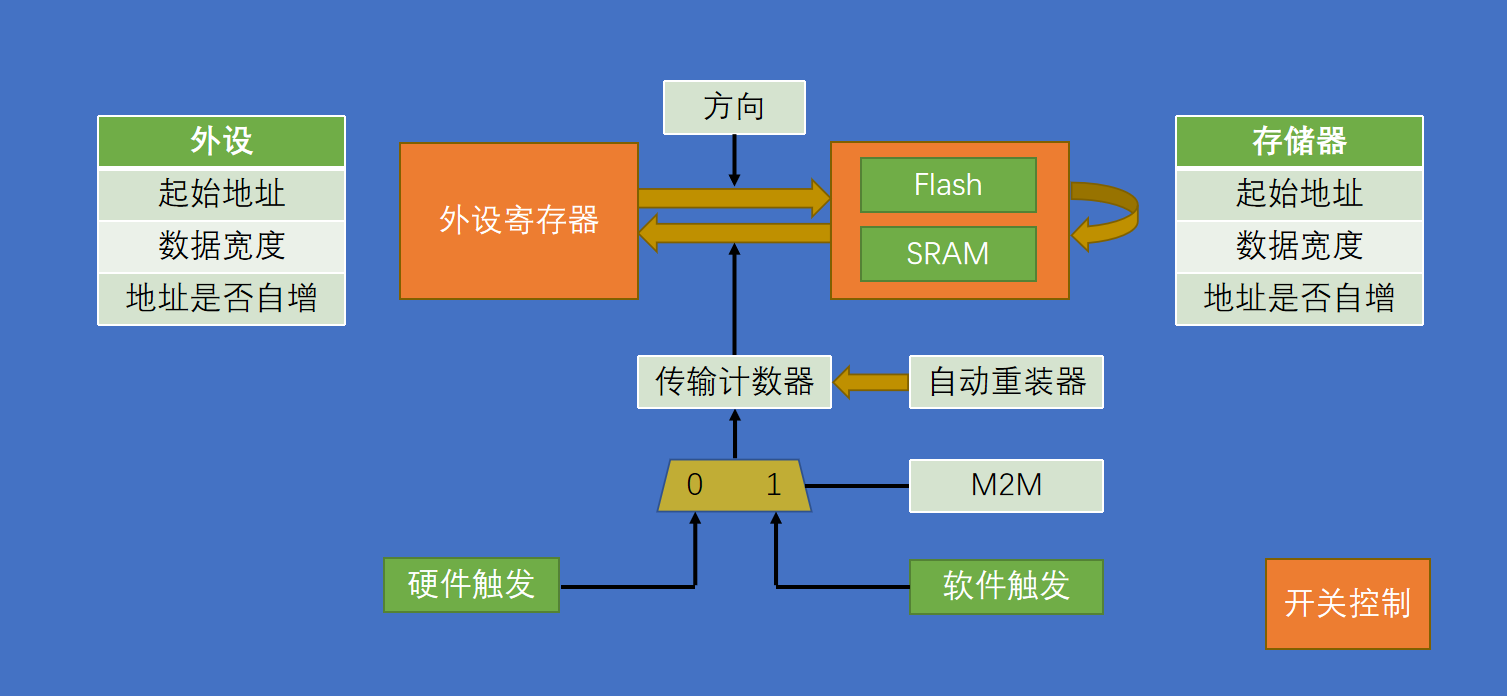 方向
外设
起始地址
数据宽度
地址是否自增
外设寄存器
Flash
SRAM
存储器
起始地址
数据宽度
地址是否自增
传输计数器
自动重装器
0 1
M2M
硬件触发
软件触发
开关控制